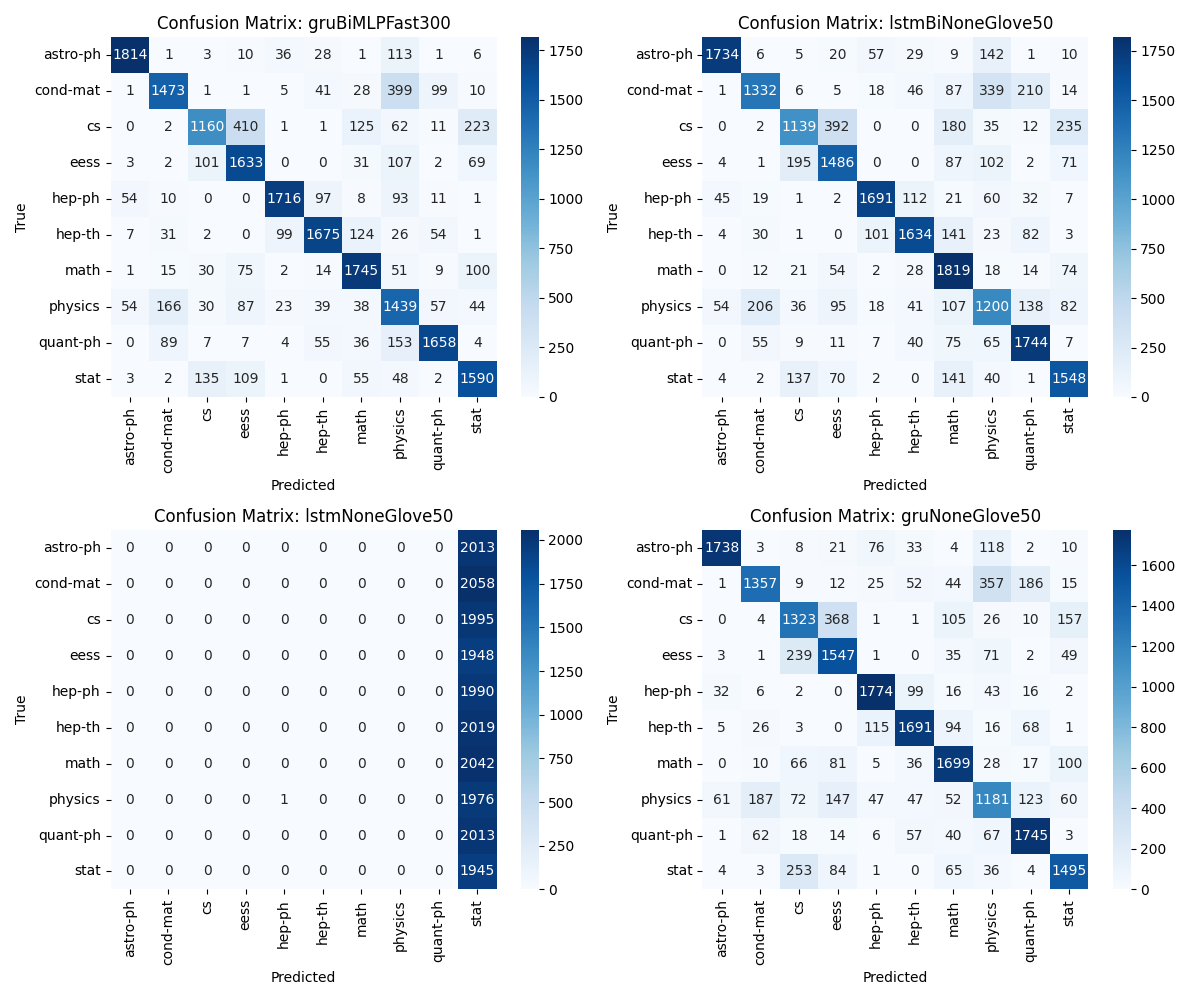 Confusion Matrix: gruBiMLPFast300
True
astro-ph 1814 1 3 10 36 28 1 113 1 6
cond-mat 1 1473 1 1 5 41 28 399 99 10
cs 0 2 1160 410 1 1 125 62 11 223
eess 3 2 101 1633 0 0 31 107 2 69
hep-ph 54 10 0 0 1716 97 8 93 11 1
hep-th 7 31 2 0 99 1675 124 26 54 1
math 1 15 30 75 2 14 1745 51 9 100
physics 54 166 30 87 23 39 38 1439 57 44
quant-ph 0 89 7 7 4 55 36 153 1658 4
stat 3 2 135 109 1 0 55 48 2 1590
astro-ph cond-mat cs eess hep-ph hep-th math physics quant-ph stat
Predicted
1750
1500
1250
1000
750
500
250
0
Confusion Matrix: lstmBiNoneGlove50
True
astro-ph 1734 6 5 20 57 29 9 142 1 10
cond-mat 1 1332 6 5 18 46 87 339 210 14
cs 0 2 1139 392 0 0 180 35 12 235
eess 4 1 195 1486 0 0 87 102 2 71
hep-ph 45 19 1 2 1691 112 21 60 32 7
hep-th 4 30 1 0 101 1634 141 23 82 3
math 0 12 21 54 2 28 1819 18 14 74
physics 54 206 36 95 18 41 107 1200 138 82
quant-ph 0 55 9 11 7 40 75 65 1744 7
stat 4 2 137 70 2 0 141 40 1 1548
astro-ph cond-mat cs eess hep-ph hep-th math physics quant-ph stat
Predicted
1750
1500
1250
1000
750
500
250
0
Confusion Matrix: lstmNoneGlove50
True
astro-ph 0 0 0 0 0 0 0 0 0 2013
cond-mat 0 0 0 0 0 0 0 0 0 2058
cs 0 0 0 0 0 0 0 0 0 1995
eess 0 0 0 0 0 0 0 0 0 1948
hep-ph 0 0 0 0 0 0 0 0 0 1990
hep-th 0 0 0 0 0 0 0 0 0 2019
math 0 0 0 0 0 0 0 0 0 2042
physics 0 0 0 0 1 0 0 0 0 1976
quant-ph 0 0 0 0 0 0 0 0 0 2013
stat 0 0 0 0 0 0 0 0 0 1945
astro-ph cond-mat cs eess hep-ph hep-th math physics quant-ph stat
Predicted
2000
1750
1500
1250
1000
750
500
250
0
Confusion Matrix: gruNoneGlove50
True
astro-ph 1738 3 8 21 76 33 4 118 2 10
cond-mat 1 1357 9 12 25 52 44 357 186 15
cs 0 4 1323 368 1 1 105 26 10 157
eess 3 1 239 1547 1 0 35 71 2 49
hep-ph 32 6 2 0 1774 99 16 43 16 2
hep-th 5 26 3 0 115 1691 94 16 68 1
math 0 10 66 81 5 36 1699 28 17 100
physics 61 187 72 147 47 47 52 1181 123 60
quant-ph 1 62 18 14 6 57 40 67 1745 3
stat 4 3 253 84 1 0 65 36 4 1495
astro-ph cond-mat cs eess hep-ph hep-th math physics quant-ph stat
Predicted
1600
1400
1200
1000
800
600
400
200
0